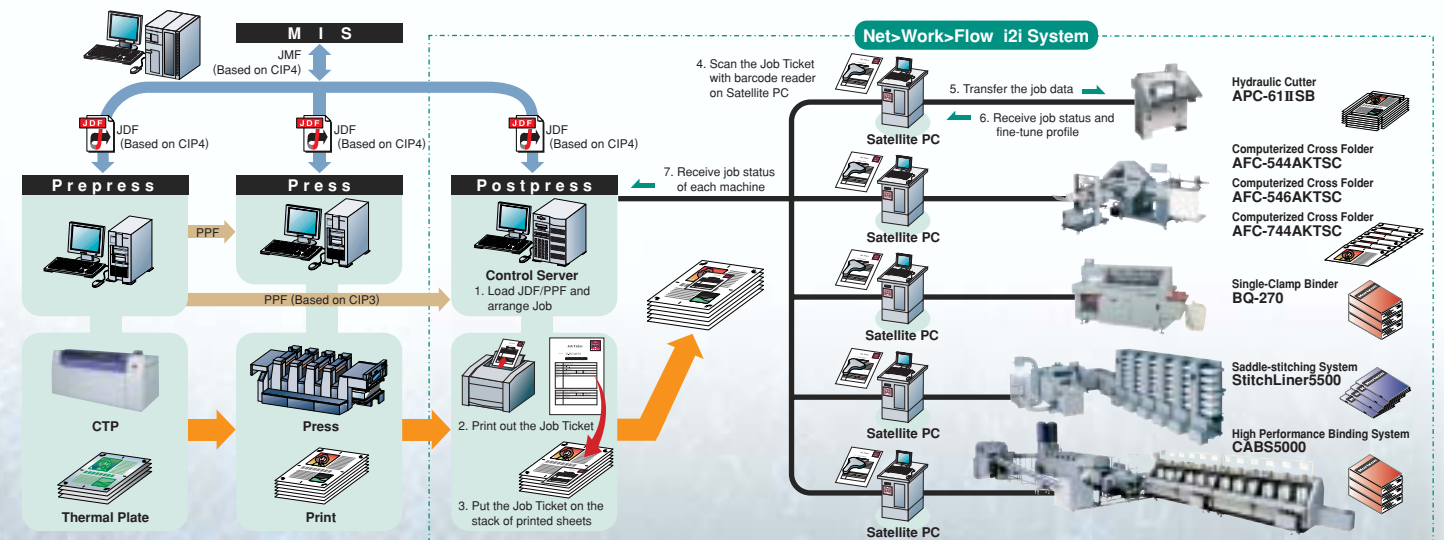 M I S
JMF
(Based on CIP4)
JDF
JDF
(Based on CIP4)
JDF
JDF
(Based on CIP4)
JDF
JDF
(Based on CIP4)
Prepress
Press
Postpress
PPF
PPF (Based on CIP3)
Control Server
1. Load JDF/PPF and
arrange Job
CTP
Thermal Plate
Press
Print
2. Print out the Job Ticket
3. Put the Job Ticket on the
stack of printed sheets
Net>Work>Flow i2i System
4. Scan the Job Ticket
with barcode reader
on Satellite PC
5. Transfer the job data
6. Receive job status and
fine-tune profile
7. Receive job status
of each machine
Satellite PC
Satellite PC
Satellite PC
Satellite PC
Satellite PC
Hydraulic Cutter
APC-61ⅡSB
Computerized Cross Folder
AFC-544AKTSC
Computerized Cross Folder
AFC-546AKTSC
Computerized Cross Folder
AFC-744AKTSC
Single-Clamp Binder
BQ-270
Saddle-stitching System
StitchLiner5500
High Performance Binding System
CABS5000